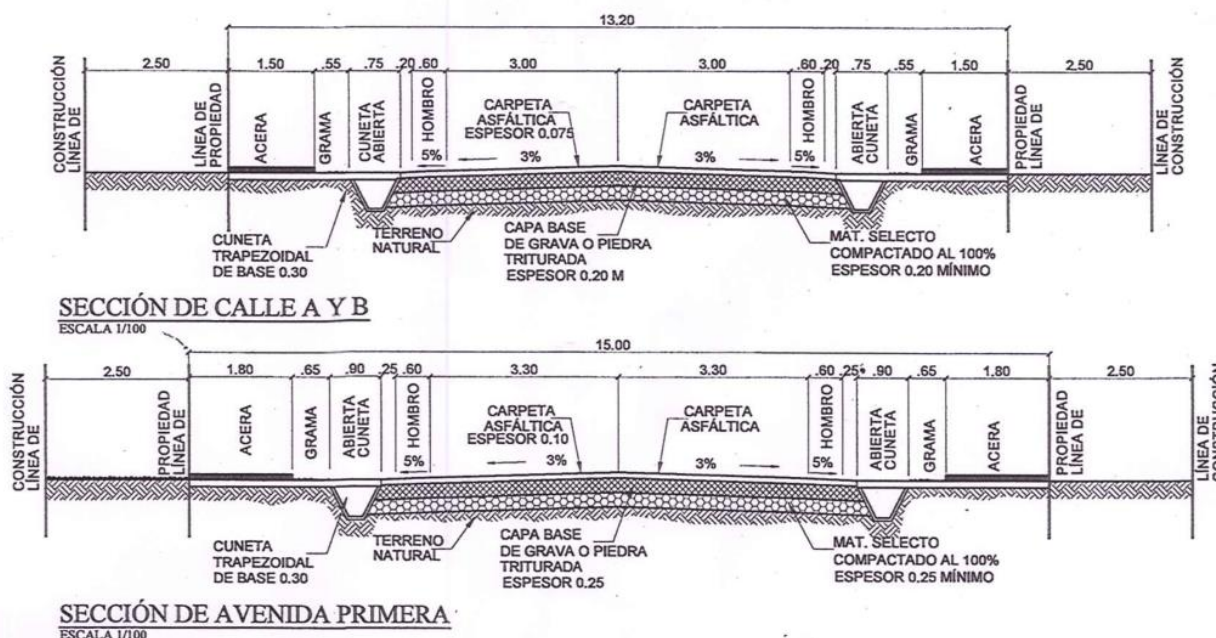 13.20
2.50 1.50 .55 .75 .20 .60 3.00 3.00 .60 .20 .75 .55 1.50 2.50
CONSTRUCCIÓN
LÍNEA DE
LÍNEA DE
PROPIEDAD
ACERA
GRAMA
CUNETA
ABIERTA
HOMBRO
CARPETA
ASFÁLTICA
ESPESOR 0.075
CARPETA
ASFÁLTICA
HOMBRO
ABIERTA
CUNETA
GRAMA
ACERA
PROPIEDAD
LÍNEA DE
LÍNEA DE
CONSTRUCCIÓN
5% 3% 3% 5%
CUNETA
TRAPEZOIDAL
DE BASE 0.30
TERRENO
NATURAL
CAPA BASE
DE GRAVA O PIEDRA
TRITURADA
ESPESOR 0.20 M
MAT. SELECTO
COMPACTADO AL 100%
ESPESOR 0.20 MÍNIMO
SECCIÓN DE CALLE A Y B
ESCALA 1/100
15.00
2.50 1.80 .65 .90 .25 .60 3.30 3.30 .60 .25 .90 .65 1.80 2.50
CONSTRUCCIÓN
LÍNEA DE
PROPIEDAD
LÍNEA DE
ACERA
GRAMA
ABIERTA
CUNETA
HOMBRO
CARPETA
ASFÁLTICA
ESPESOR 0.10
CARPETA
ASFÁLTICA
HOMBRO
ABIERTA
CUNETA
GRAMA
ACERA
PROPIEDAD
LÍNEA DE
LÍNEA DE
CONSTRUCCIÓN
5% 3% 3% 5%
CUNETA
TRAPEZOIDAL
DE BASE 0.30
TERRENO
NATURAL
CAPA BASE
DE GRAVA O PIEDRA
TRITURADA
ESPESOR 0.25
MAT. SELECTO
COMPACTADO AL 100%
ESPESOR 0.25 MÍNIMO
SECCIÓN DE AVENIDA PRIMERA
ESCALA 1/100